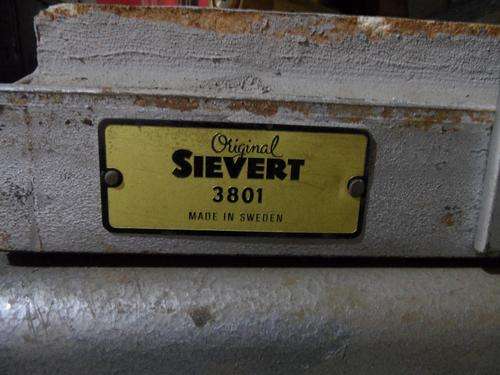 Original
SIEVERT
3801
MADE IN SWEDEN